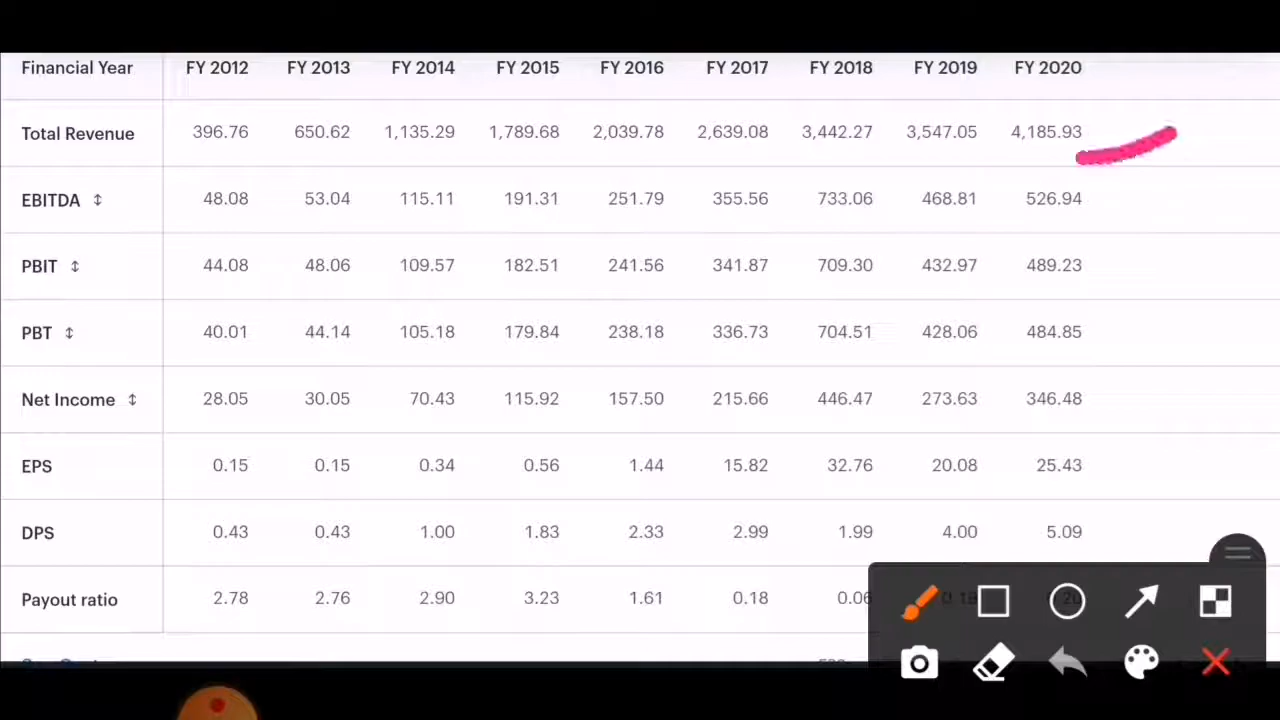 Financial Year FY 2012 FY 2013 FY 2014 FY 2015 FY 2016 FY 2017 FY 2018 FY 2019 FY 2020
Total Revenue 396.76 650.62 1,135.29 1,789.68 2,039.78 2,639.08 3,442.27 3,547.05 4,185.93
EBITDA 48.08 53.04 115.11 191.31 251.79 355.56 733.06 468.81 526.94
PBIT 44.08 48.06 109.57 182.51 241.56 341.87 709.30 432.97 489.23
PBT 40.01 44.14 105.18 179.84 238.18 336.73 704.51 428.06 484.85
Net Income 28.05 30.05 70.43 115.92 157.50 215.66 446.47 273.63 346.48
EPS 0.15 0.15 0.34 0.56 1.44 15.82 32.76 20.08 25.43
DPS 0.43 0.43 1.00 1.83 2.33 2.99 1.99 4.00 5.09
Payout ratio 2.78 2.76 2.90 3.23 1.61 0.18 0.06